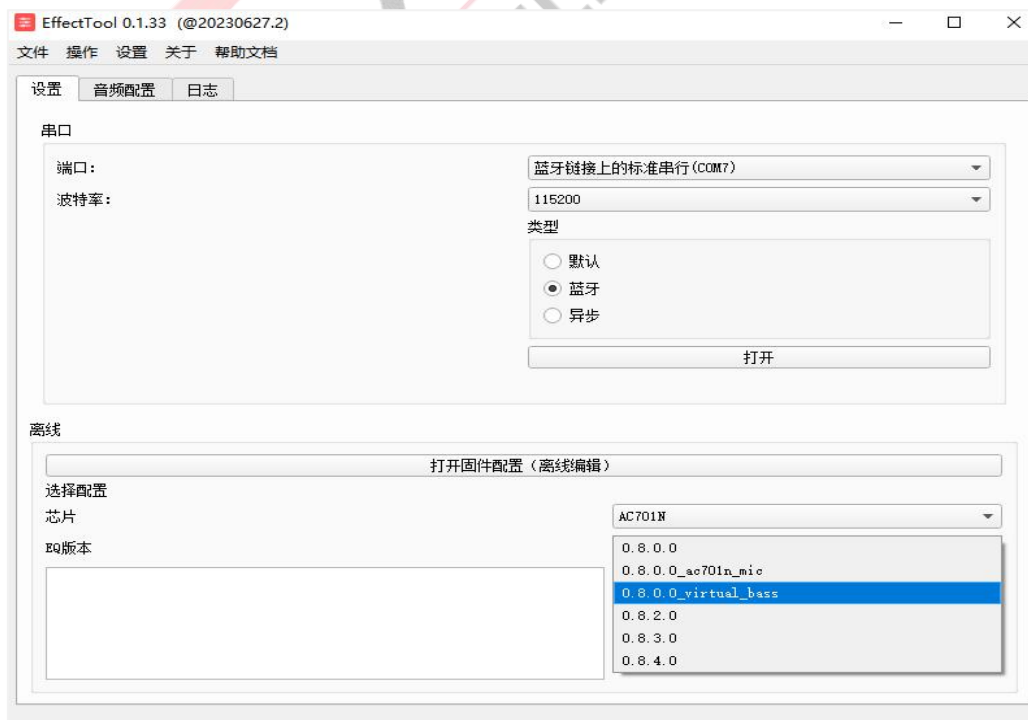 EffectTool 0.1.33 (@20230627.2)
文件 操作 设置 关于 帮助文档
设置 音频配置 日志
串口
端口: 蓝牙链接上的标准串行(COM7)
波特率: 115200
类型
默认
蓝牙
异步
打开
离线
打开固件配置（离线编辑）
选择配置
芯片 AC701N
EQ版本
0.8.0.0
0.8.0.0_ac701n_mic
0.8.0.0_virtual_bass
0.8.2.0
0.8.3.0
0.8.4.0